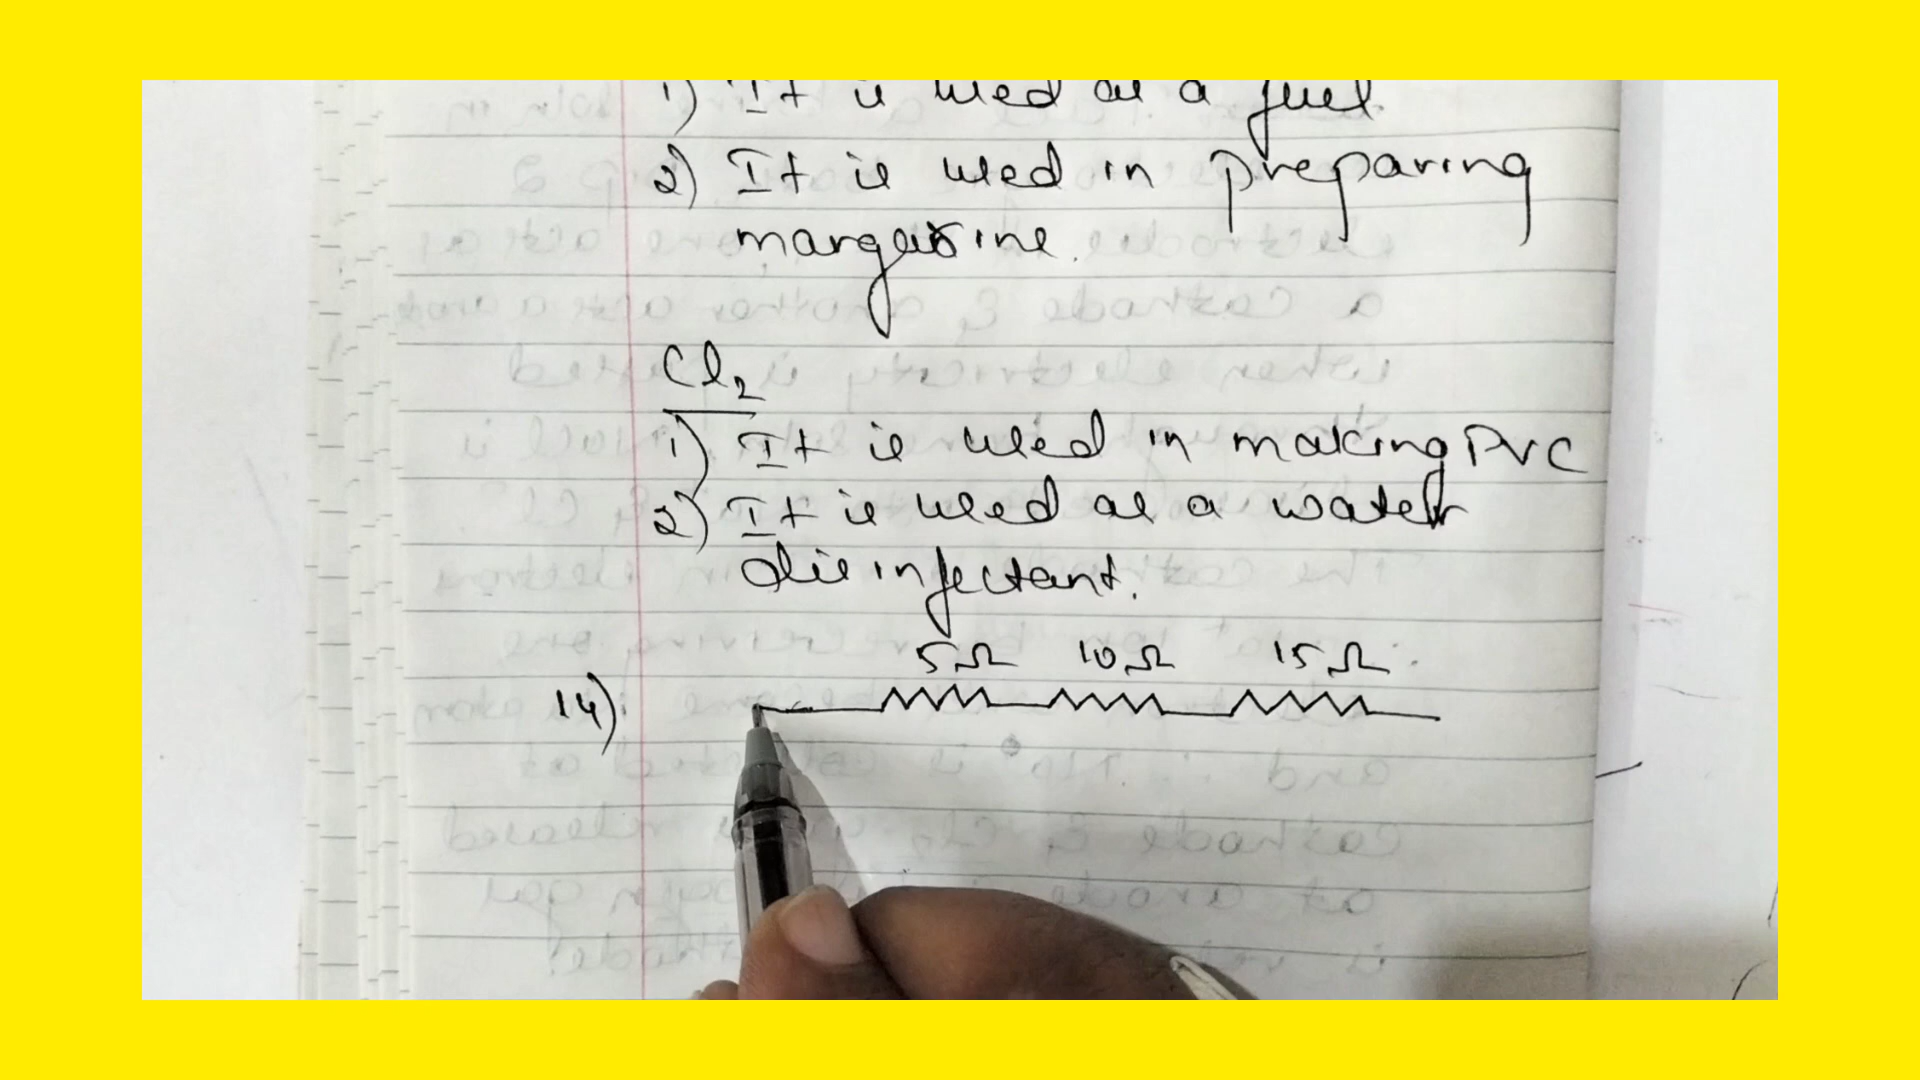 1) It is used as a fuel
2) It is used in preparing
margarine.
Cl₂
1) It is used in making PVC
2) It is used as a water
disinfectant.
5Ω 10Ω 15Ω
14)